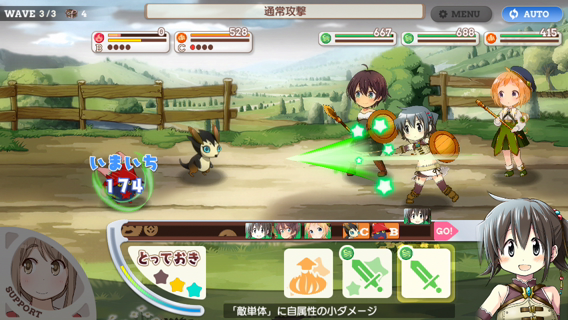 WAVE 3/3 4
通常攻撃
MENU
AUTO
B 0
C 528
667
688
415
いまいち
174
C B GO!
とっておき
SUPPORT
「敵単体」に自属性の小ダメージ